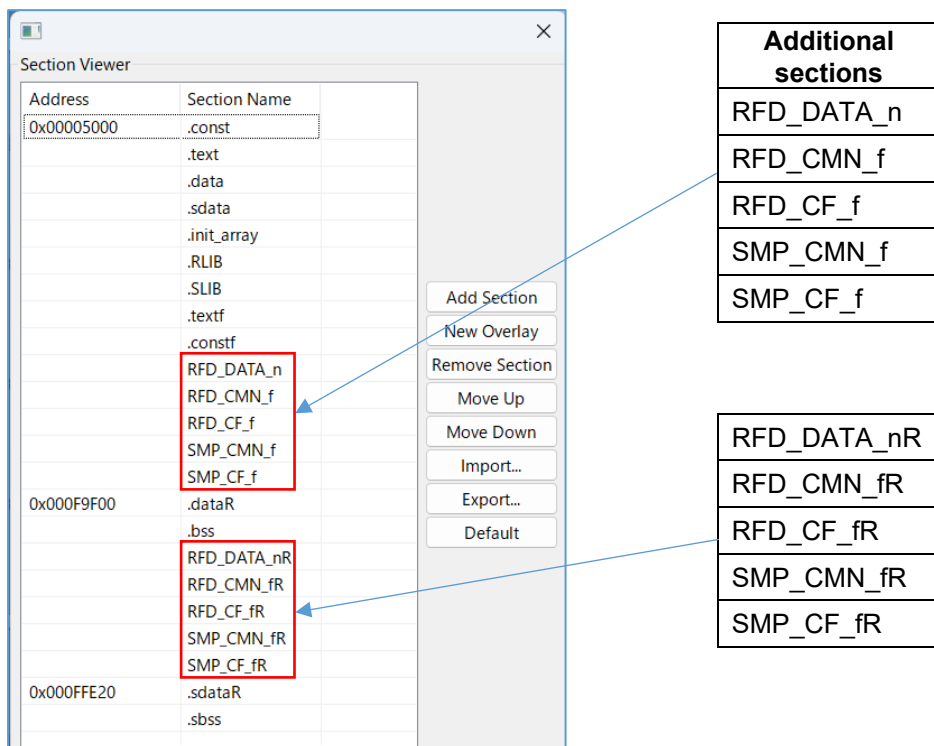 Section Viewer
Address Section Name
0x00005000 .const
.text
.data
.sdata
.init_array
.RLIB
.SLIB
.textf
.constf
RFD_DATA_n
RFD_CMN_f
RFD_CF_f
SMP_CMN_f
SMP_CF_f
0x000F9F00 .dataR
.bss
RFD_DATA_nR
RFD_CMN_fR
RFD_CF_fR
SMP_CMN_fR
SMP_CF_fR
0x000FFE20 .sdataR
.sbss
Add Section
New Overlay
Remove Section
Move Up
Move Down
Import...
Export...
Default
Additional
sections
RFD_DATA_n
RFD_CMN_f
RFD_CF_f
SMP_CMN_f
SMP_CF_f
RFD_DATA_nR
RFD_CMN_fR
RFD_CF_fR
SMP_CMN_fR
SMP_CF_fR